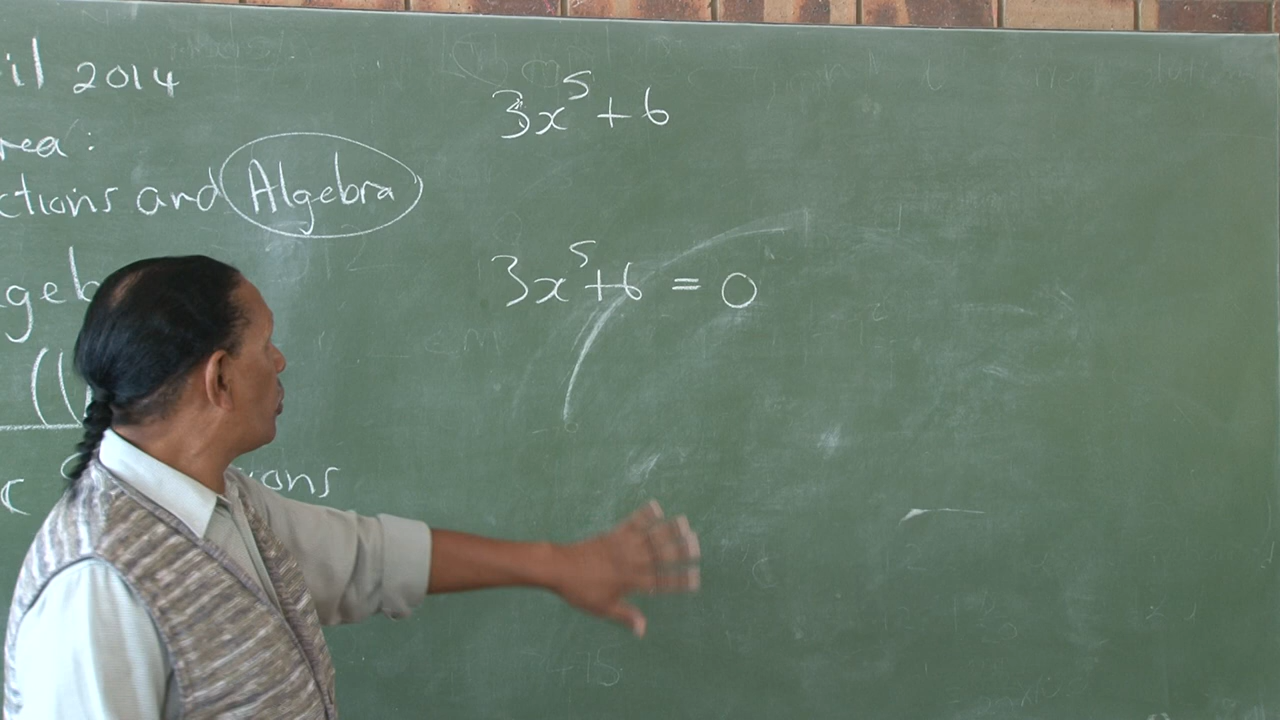 il 2014
rea:
ctions and Algebra
geb
c ons
3x⁵+6
3x⁵+6 = 0